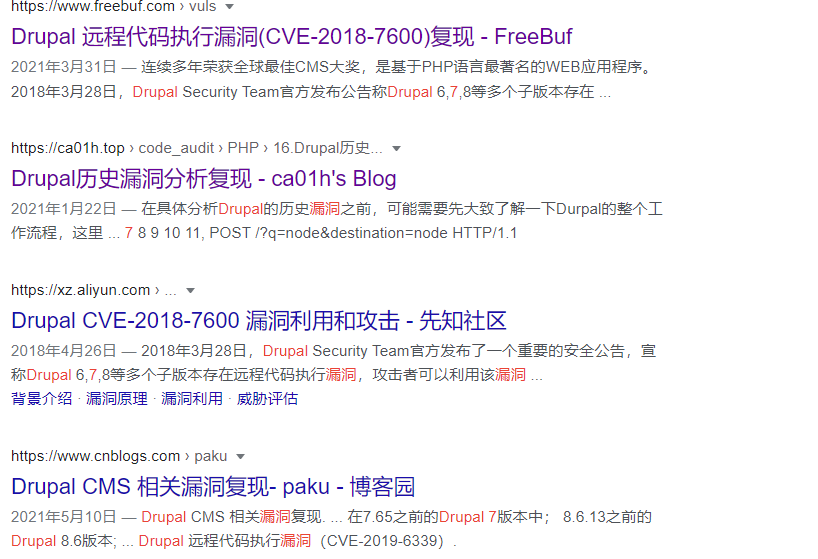 https://www.freebuf.com › vuls
Drupal 远程代码执行漏洞(CVE-2018-7600)复现 - FreeBuf
2021年3月31日 — 连续多年荣获全球最佳CMS大奖，是基于PHP语言最著名的WEB应用程序。
2018年3月28日，Drupal Security Team官方发布公告称Drupal 6,7,8等多个子版本存在 ...
https://ca01h.top › code_audit › PHP › 16.Drupal历史...
Drupal历史漏洞分析复现 - ca01h's Blog
2021年1月22日 — 在具体分析Drupal的历史漏洞之前，可能需要先大致了解一下Durpal的整个工
作流程，这里 ... 7 8 9 10 11, POST /?q=node&destination=node HTTP/1.1
https://xz.aliyun.com › ...
Drupal CVE-2018-7600 漏洞利用和攻击 - 先知社区
2018年4月26日 — 2018年3月28日，Drupal Security Team官方发布了一个重要的安全公告，宣
称Drupal 6,7,8等多个子版本存在远程代码执行漏洞，攻击者可以利用该漏洞 ...
背景介绍 · 漏洞原理 · 漏洞利用 · 威胁评估
https://www.cnblogs.com › paku
Drupal CMS 相关漏洞复现- paku - 博客园
2021年5月10日 — Drupal CMS 相关漏洞复现. ... 在7.65之前的Drupal 7版本中； 8.6.13之前的
Drupal 8.6版本; ... Drupal 远程代码执行漏洞（CVE-2019-6339）.